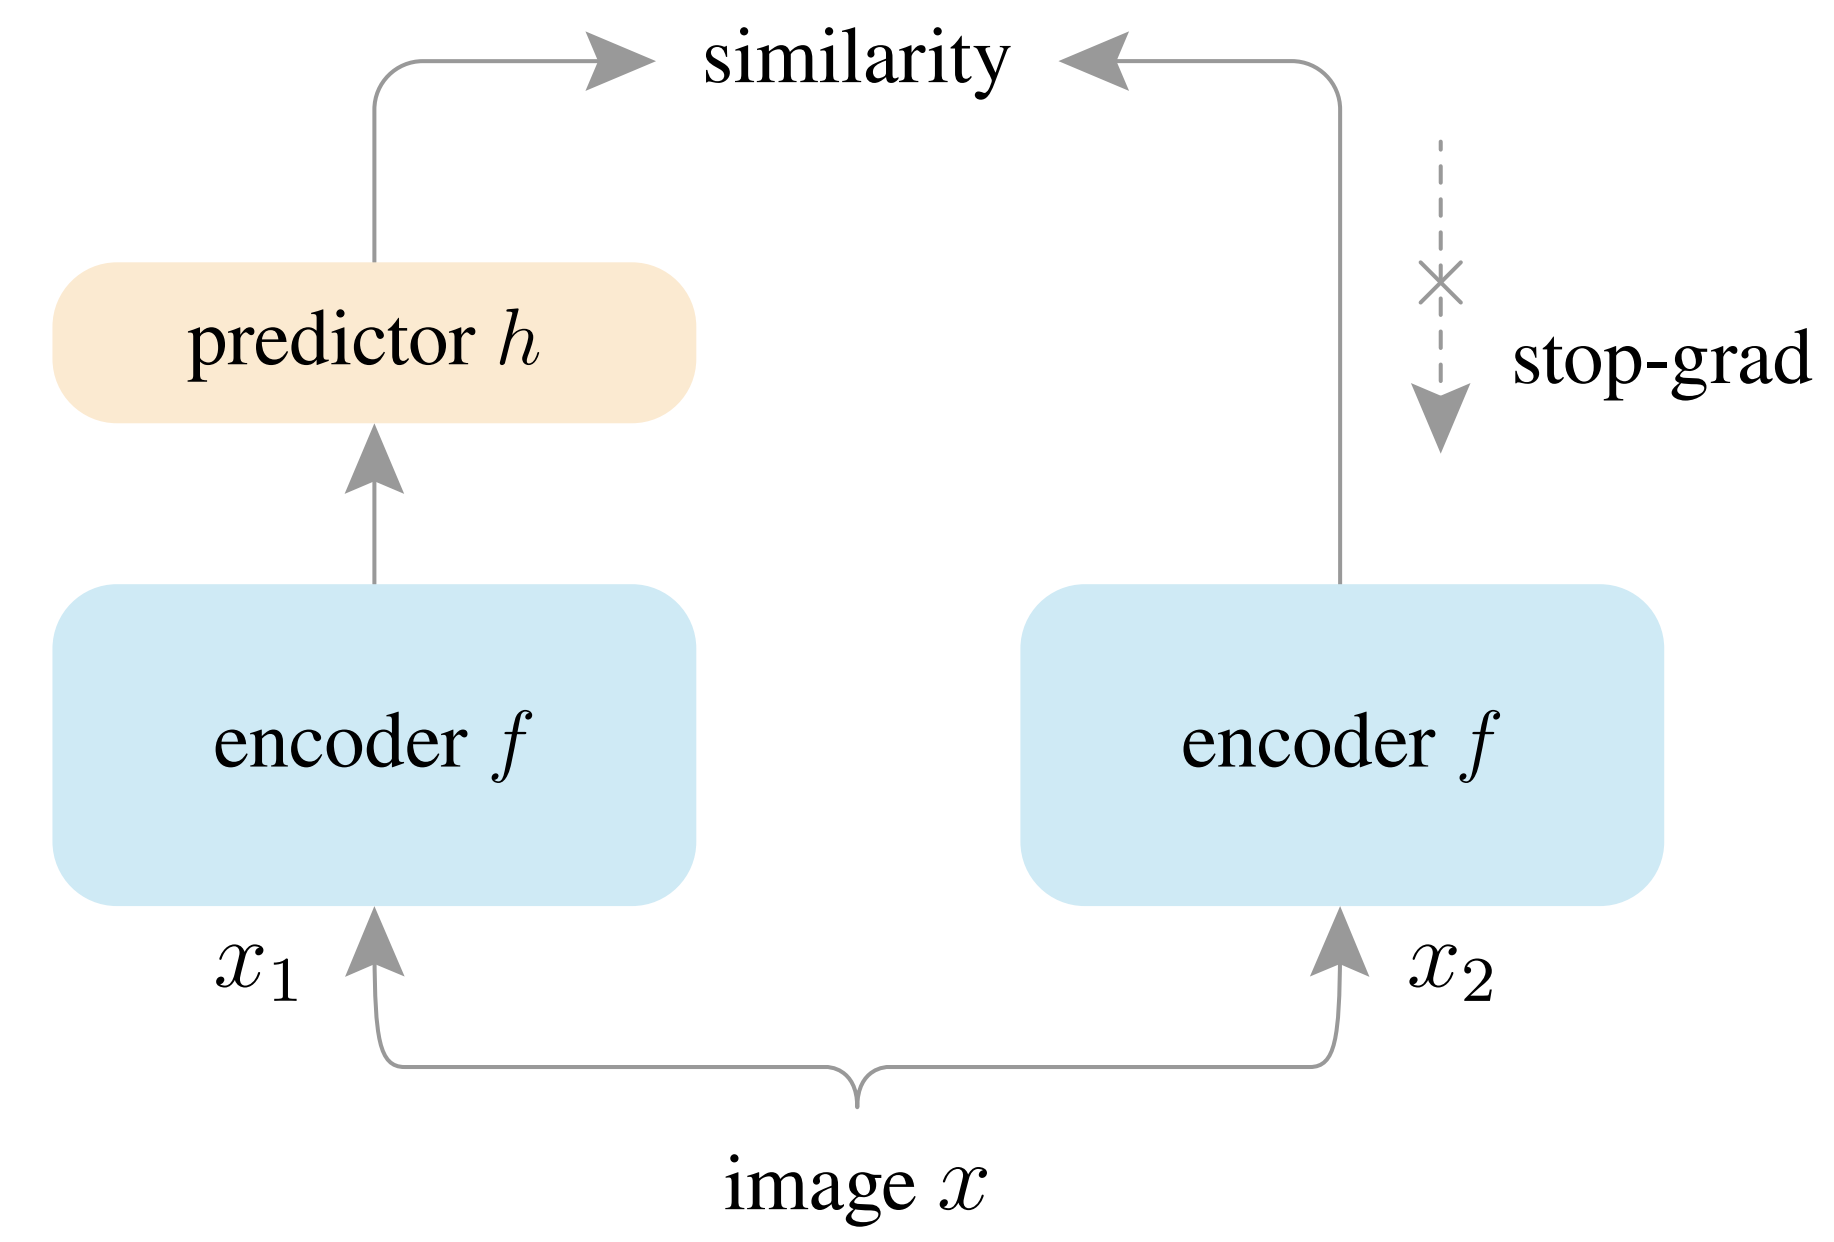 similarity
predictor h
stop-grad
encoder f
encoder f
x₁
x₂
image x